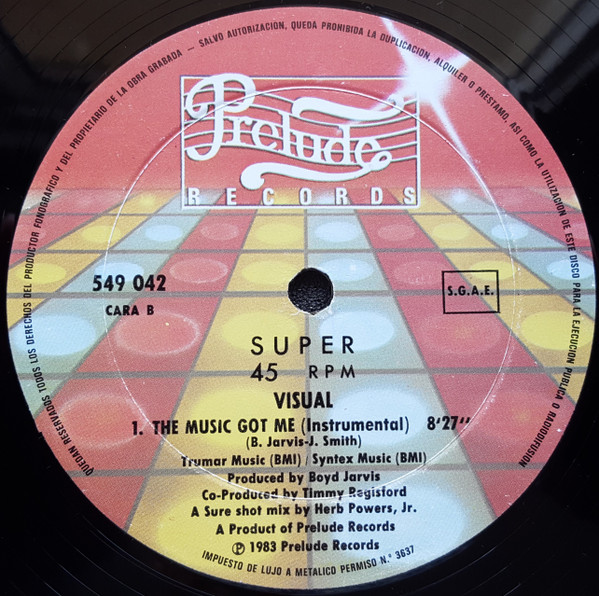 QUEDAN RESERVADOS TODOS LOS DERECHOS DEL PRODUCTOR FONOGRAFICO Y DEL PROPIETARIO DE LA OBRA GRABADA - SALVO AUTORIZACIÓN, QUEDA PROHIBIDA LA DUPLICACION, ALQUILER O PRESTAMO, ASI COMO LA UTILIZACION DE ESTE DISCO PARA LA EJECUCION PUBLICA O RADIODIFUSION
Prelude
RECORDS
549 042
CARA B
S.G.A.E.
SUPER
45 RPM
VISUAL
1. THE MUSIC GOT ME (Instrumental) 8'27"
(B. Jarvis-J. Smith)
Trumar Music (BMI) / Syntex Music (BMI)
Produced by Boyd Jarvis
Co-Produced by Timmy Regisford
A Sure shot mix by Herb Powers, Jr.
A Product of Prelude Records
Ⓟ 1983 Prelude Records
IMPUESTO DE LUJO A METALICO PERMISO N.° 3637